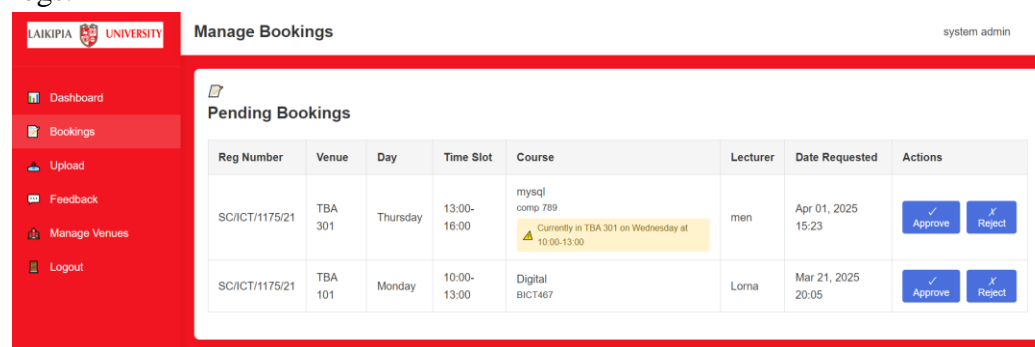 LAIKIPIA UNIVERSITY
Manage Bookings
system admin
Dashboard
Bookings
Upload
Feedback
Manage Venues
Logout
Pending Bookings
Reg Number Venue Day Time Slot Course Lecturer Date Requested Actions
SC/ICT/1175/21 TBA 301 Thursday 13:00-16:00 mysql men Apr 01, 2025 15:23 ✓ Approve ✗ Reject
comp 789
Currently in TBA 301 on Wednesday at
10:00-13:00
SC/ICT/1175/21 TBA 101 Monday 10:00-13:00 Digital Lorna Mar 21, 2025 20:05 ✓ Approve ✗ Reject
BICT467